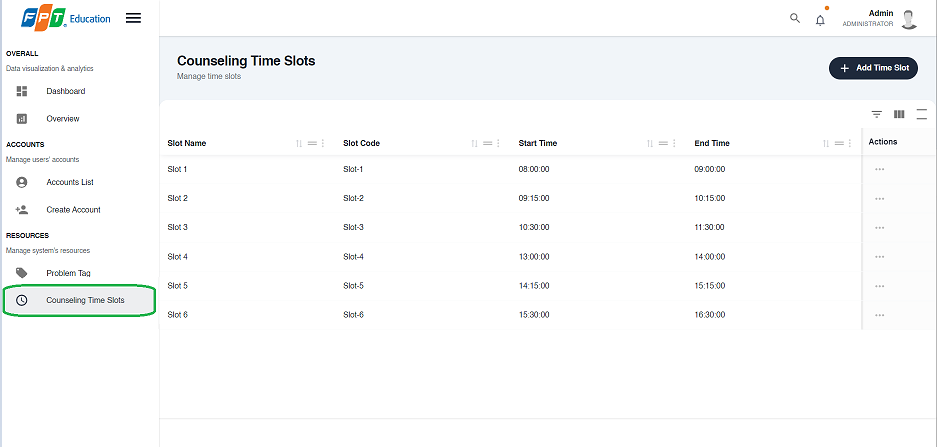 FPT Education
Admin
ADMINISTRATOR
OVERALL
Data visualization & analytics
Dashboard
Overview
ACCOUNTS
Manage users' accounts
Accounts List
Create Account
RESOURCES
Manage system's resources
Problem Tag
Counseling Time Slots
Counseling Time Slots
Manage time slots
+ Add Time Slot
Slot Name Slot Code Start Time End Time Actions
Slot 1 Slot-1 08:00:00 09:00:00 ...
Slot 2 Slot-2 09:15:00 10:15:00 ...
Slot 3 Slot-3 10:30:00 11:30:00 ...
Slot 4 Slot-4 13:00:00 14:00:00 ...
Slot 5 Slot-5 14:15:00 15:15:00 ...
Slot 6 Slot-6 15:30:00 16:30:00 ...